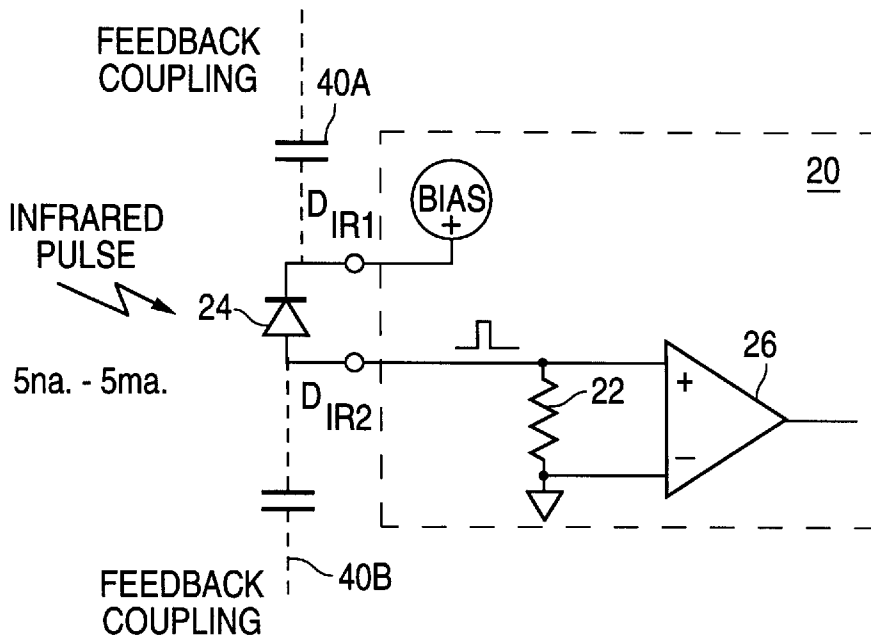 FEEDBACK
COUPLING
40A
20
BIAS
+
D IR1
INFRARED
PULSE
24
5na. - 5ma.
D IR2
22
26
+
−
40B
FEEDBACK
COUPLING